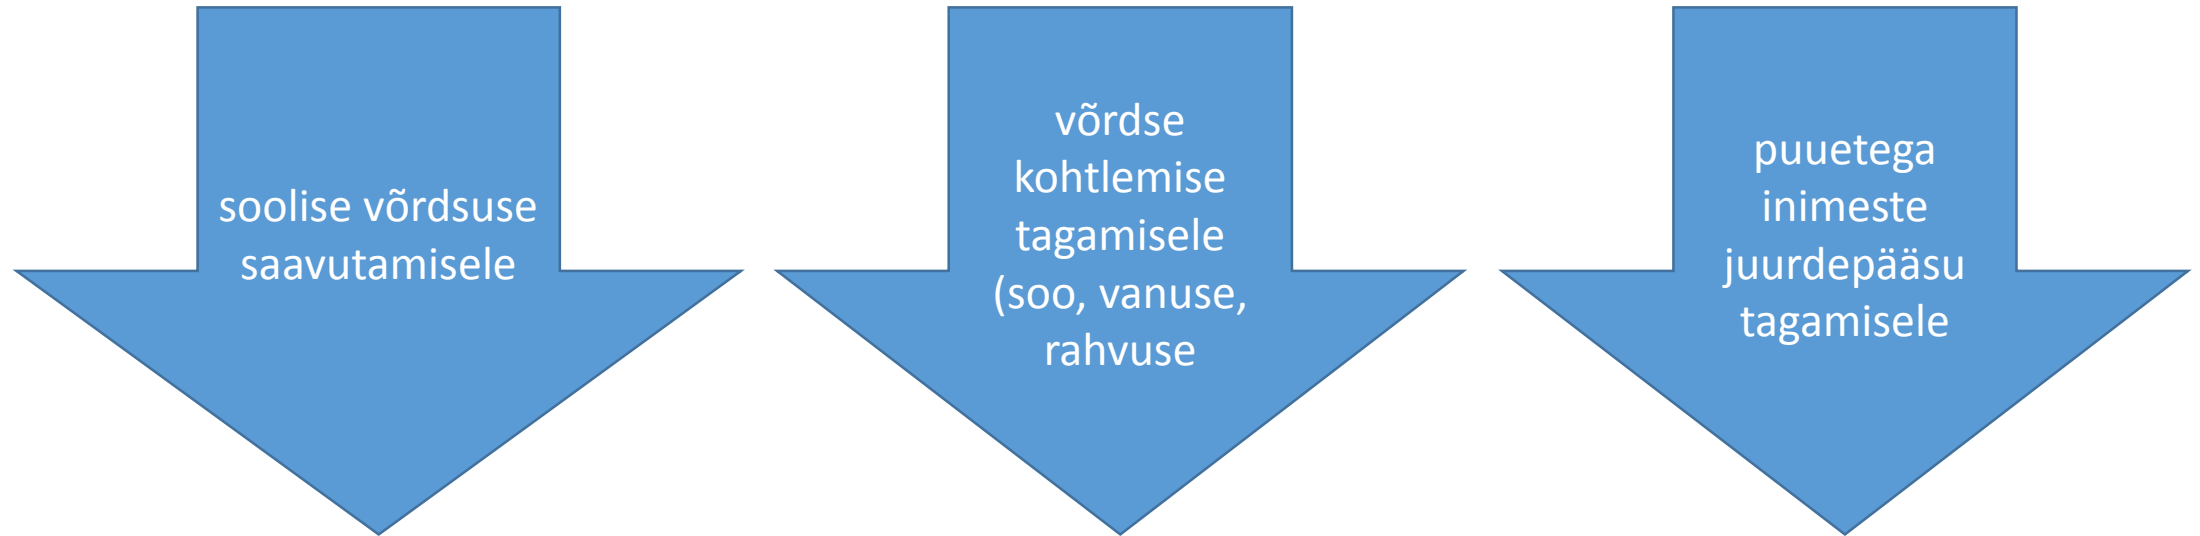 soolise võrdsuse
saavutamisele
võrdse
kohtlemise
tagamisele
(soo, vanuse,
rahvuse
puuetega
inimeste
juurdepääsu
tagamisele